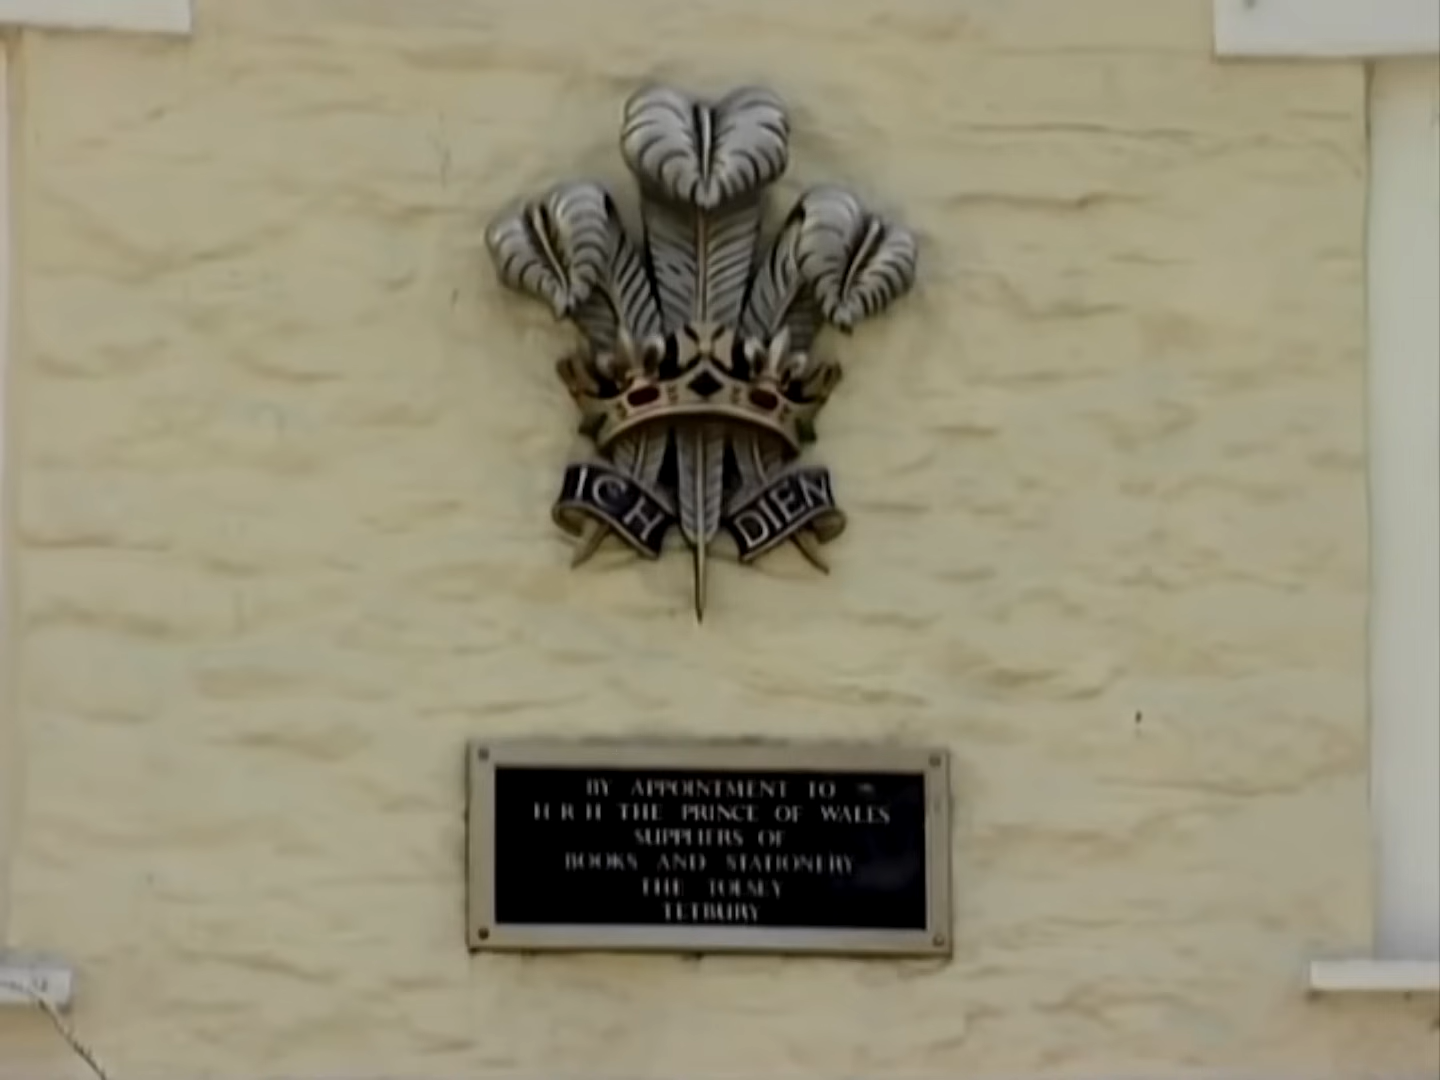 ICH DIEN
BY APPOINTMENT TO
H R H THE PRINCE OF WALES
SUPPLIERS OF
BOOKS AND STATIONERY
THE TOLSEY
TETBURY